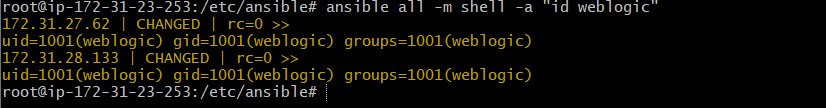 root@ip-172-31-23-253:/etc/ansible# ansible all -m shell -a "id weblogic"
172.31.27.62 | CHANGED | rc=0 >>
uid=1001(weblogic) gid=1001(weblogic) groups=1001(weblogic)
172.31.28.133 | CHANGED | rc=0 >>
uid=1001(weblogic) gid=1001(weblogic) groups=1001(weblogic)
root@ip-172-31-23-253:/etc/ansible#